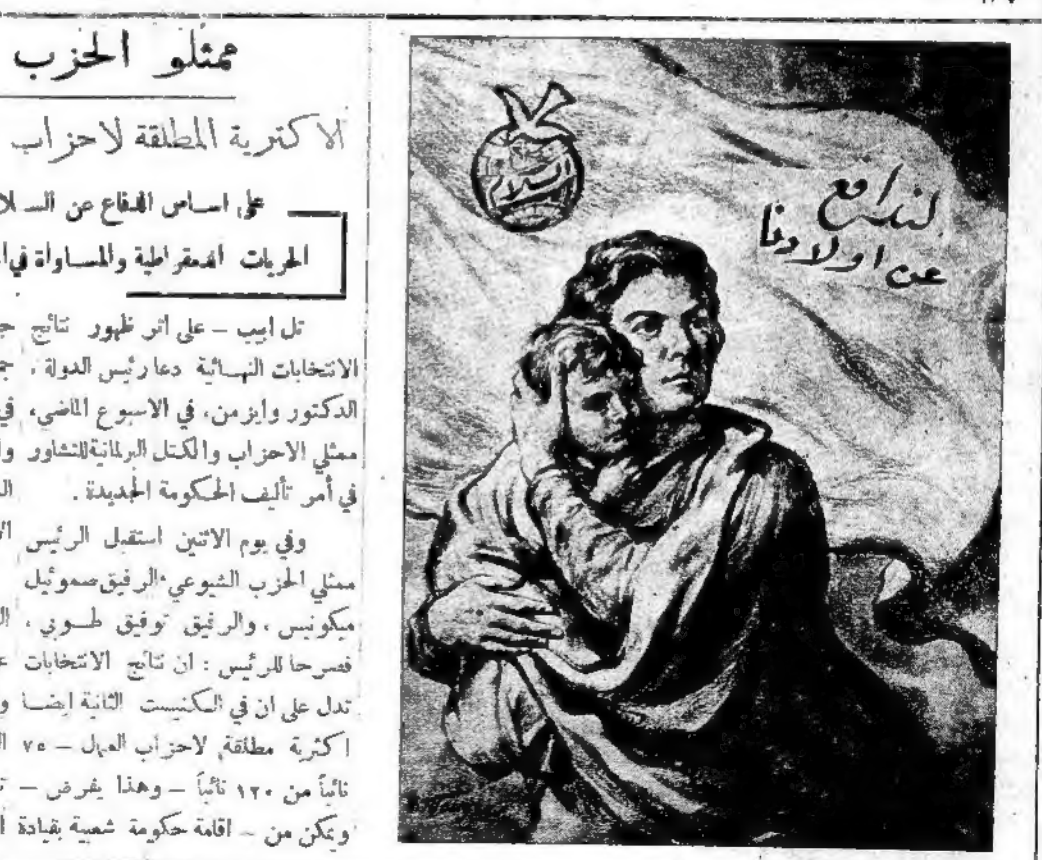 السلام
لندافع
عن اولادنا
ممثلو الحزب
الاكثرية المطلقة لاحزاب
على اساس الدفاع عن السلا
الحريات الديمقراطية والمساواة في
تل ابيب – على اثر ظهور نتائج
الانتخابات النهائية دعا رئيس الدولة ،
الدكتور وايزمن، في الاسبوع الماضي،
ممثلي الاحزاب والكتل البرلمانية للتشاور
في أمر تأليف الحكومة الجديدة .
وفي يوم الاثنين استقبل الرئيس
ممثلي الحزب الشيوعي الرفيق صموئيل
ميكونيس ، والرفيق توفيق طوبي ،
فصرحا للرئيس : ان نتائج الانتخابات
تدل على ان في الكنيست الثانية ايضا
اكثرية مطلقة لاحزاب العمال – ٧٥
نائباً من ١٢٠ نائباً – وهذا يفرض –
ويمكن من – اقامة حكومة شعبية بقيادة